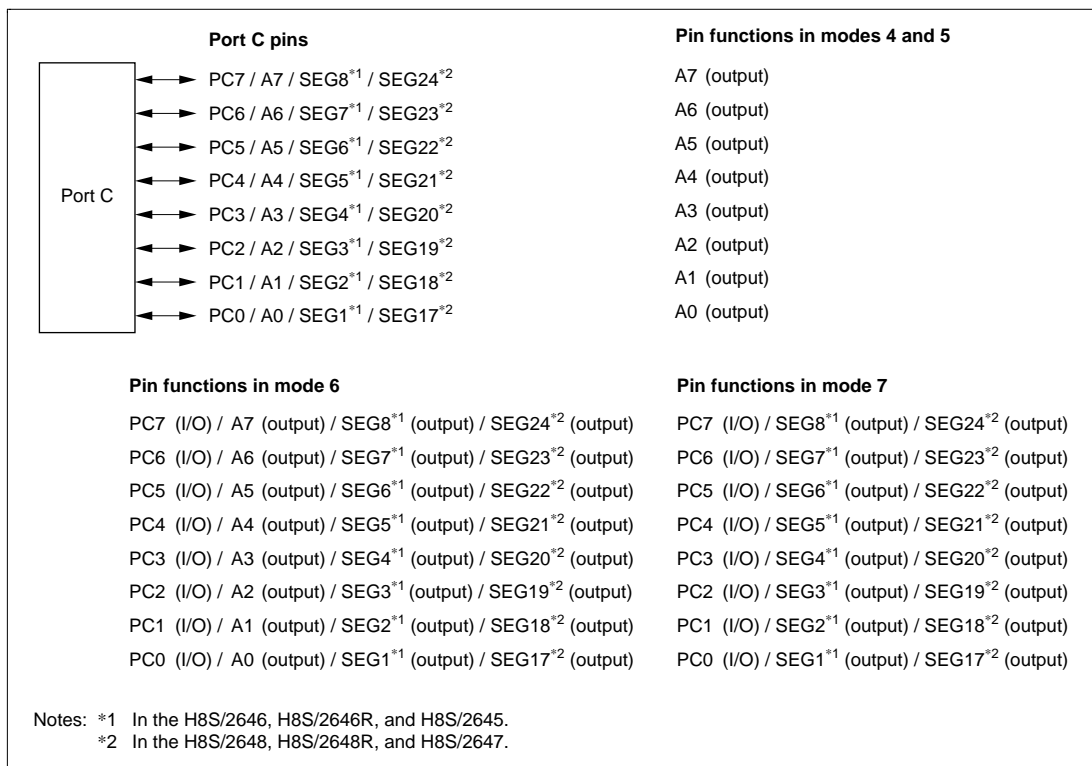 Port C pins
Pin functions in modes 4 and 5
Port C
PC7 / A7 / SEG8*1 / SEG24*2
A7 (output)
PC6 / A6 / SEG7*1 / SEG23*2
A6 (output)
PC5 / A5 / SEG6*1 / SEG22*2
A5 (output)
PC4 / A4 / SEG5*1 / SEG21*2
A4 (output)
PC3 / A3 / SEG4*1 / SEG20*2
A3 (output)
PC2 / A2 / SEG3*1 / SEG19*2
A2 (output)
PC1 / A1 / SEG2*1 / SEG18*2
A1 (output)
PC0 / A0 / SEG1*1 / SEG17*2
A0 (output)
Pin functions in mode 6
PC7 (I/O) / A7 (output) / SEG8*1 (output) / SEG24*2 (output)
PC6 (I/O) / A6 (output) / SEG7*1 (output) / SEG23*2 (output)
PC5 (I/O) / A5 (output) / SEG6*1 (output) / SEG22*2 (output)
PC4 (I/O) / A4 (output) / SEG5*1 (output) / SEG21*2 (output)
PC3 (I/O) / A3 (output) / SEG4*1 (output) / SEG20*2 (output)
PC2 (I/O) / A2 (output) / SEG3*1 (output) / SEG19*2 (output)
PC1 (I/O) / A1 (output) / SEG2*1 (output) / SEG18*2 (output)
PC0 (I/O) / A0 (output) / SEG1*1 (output) / SEG17*2 (output)
Pin functions in mode 7
PC7 (I/O) / SEG8*1 (output) / SEG24*2 (output)
PC6 (I/O) / SEG7*1 (output) / SEG23*2 (output)
PC5 (I/O) / SEG6*1 (output) / SEG22*2 (output)
PC4 (I/O) / SEG5*1 (output) / SEG21*2 (output)
PC3 (I/O) / SEG4*1 (output) / SEG20*2 (output)
PC2 (I/O) / SEG3*1 (output) / SEG19*2 (output)
PC1 (I/O) / SEG2*1 (output) / SEG18*2 (output)
PC0 (I/O) / SEG1*1 (output) / SEG17*2 (output)
Notes: *1 In the H8S/2646, H8S/2646R, and H8S/2645.
*2 In the H8S/2648, H8S/2648R, and H8S/2647.